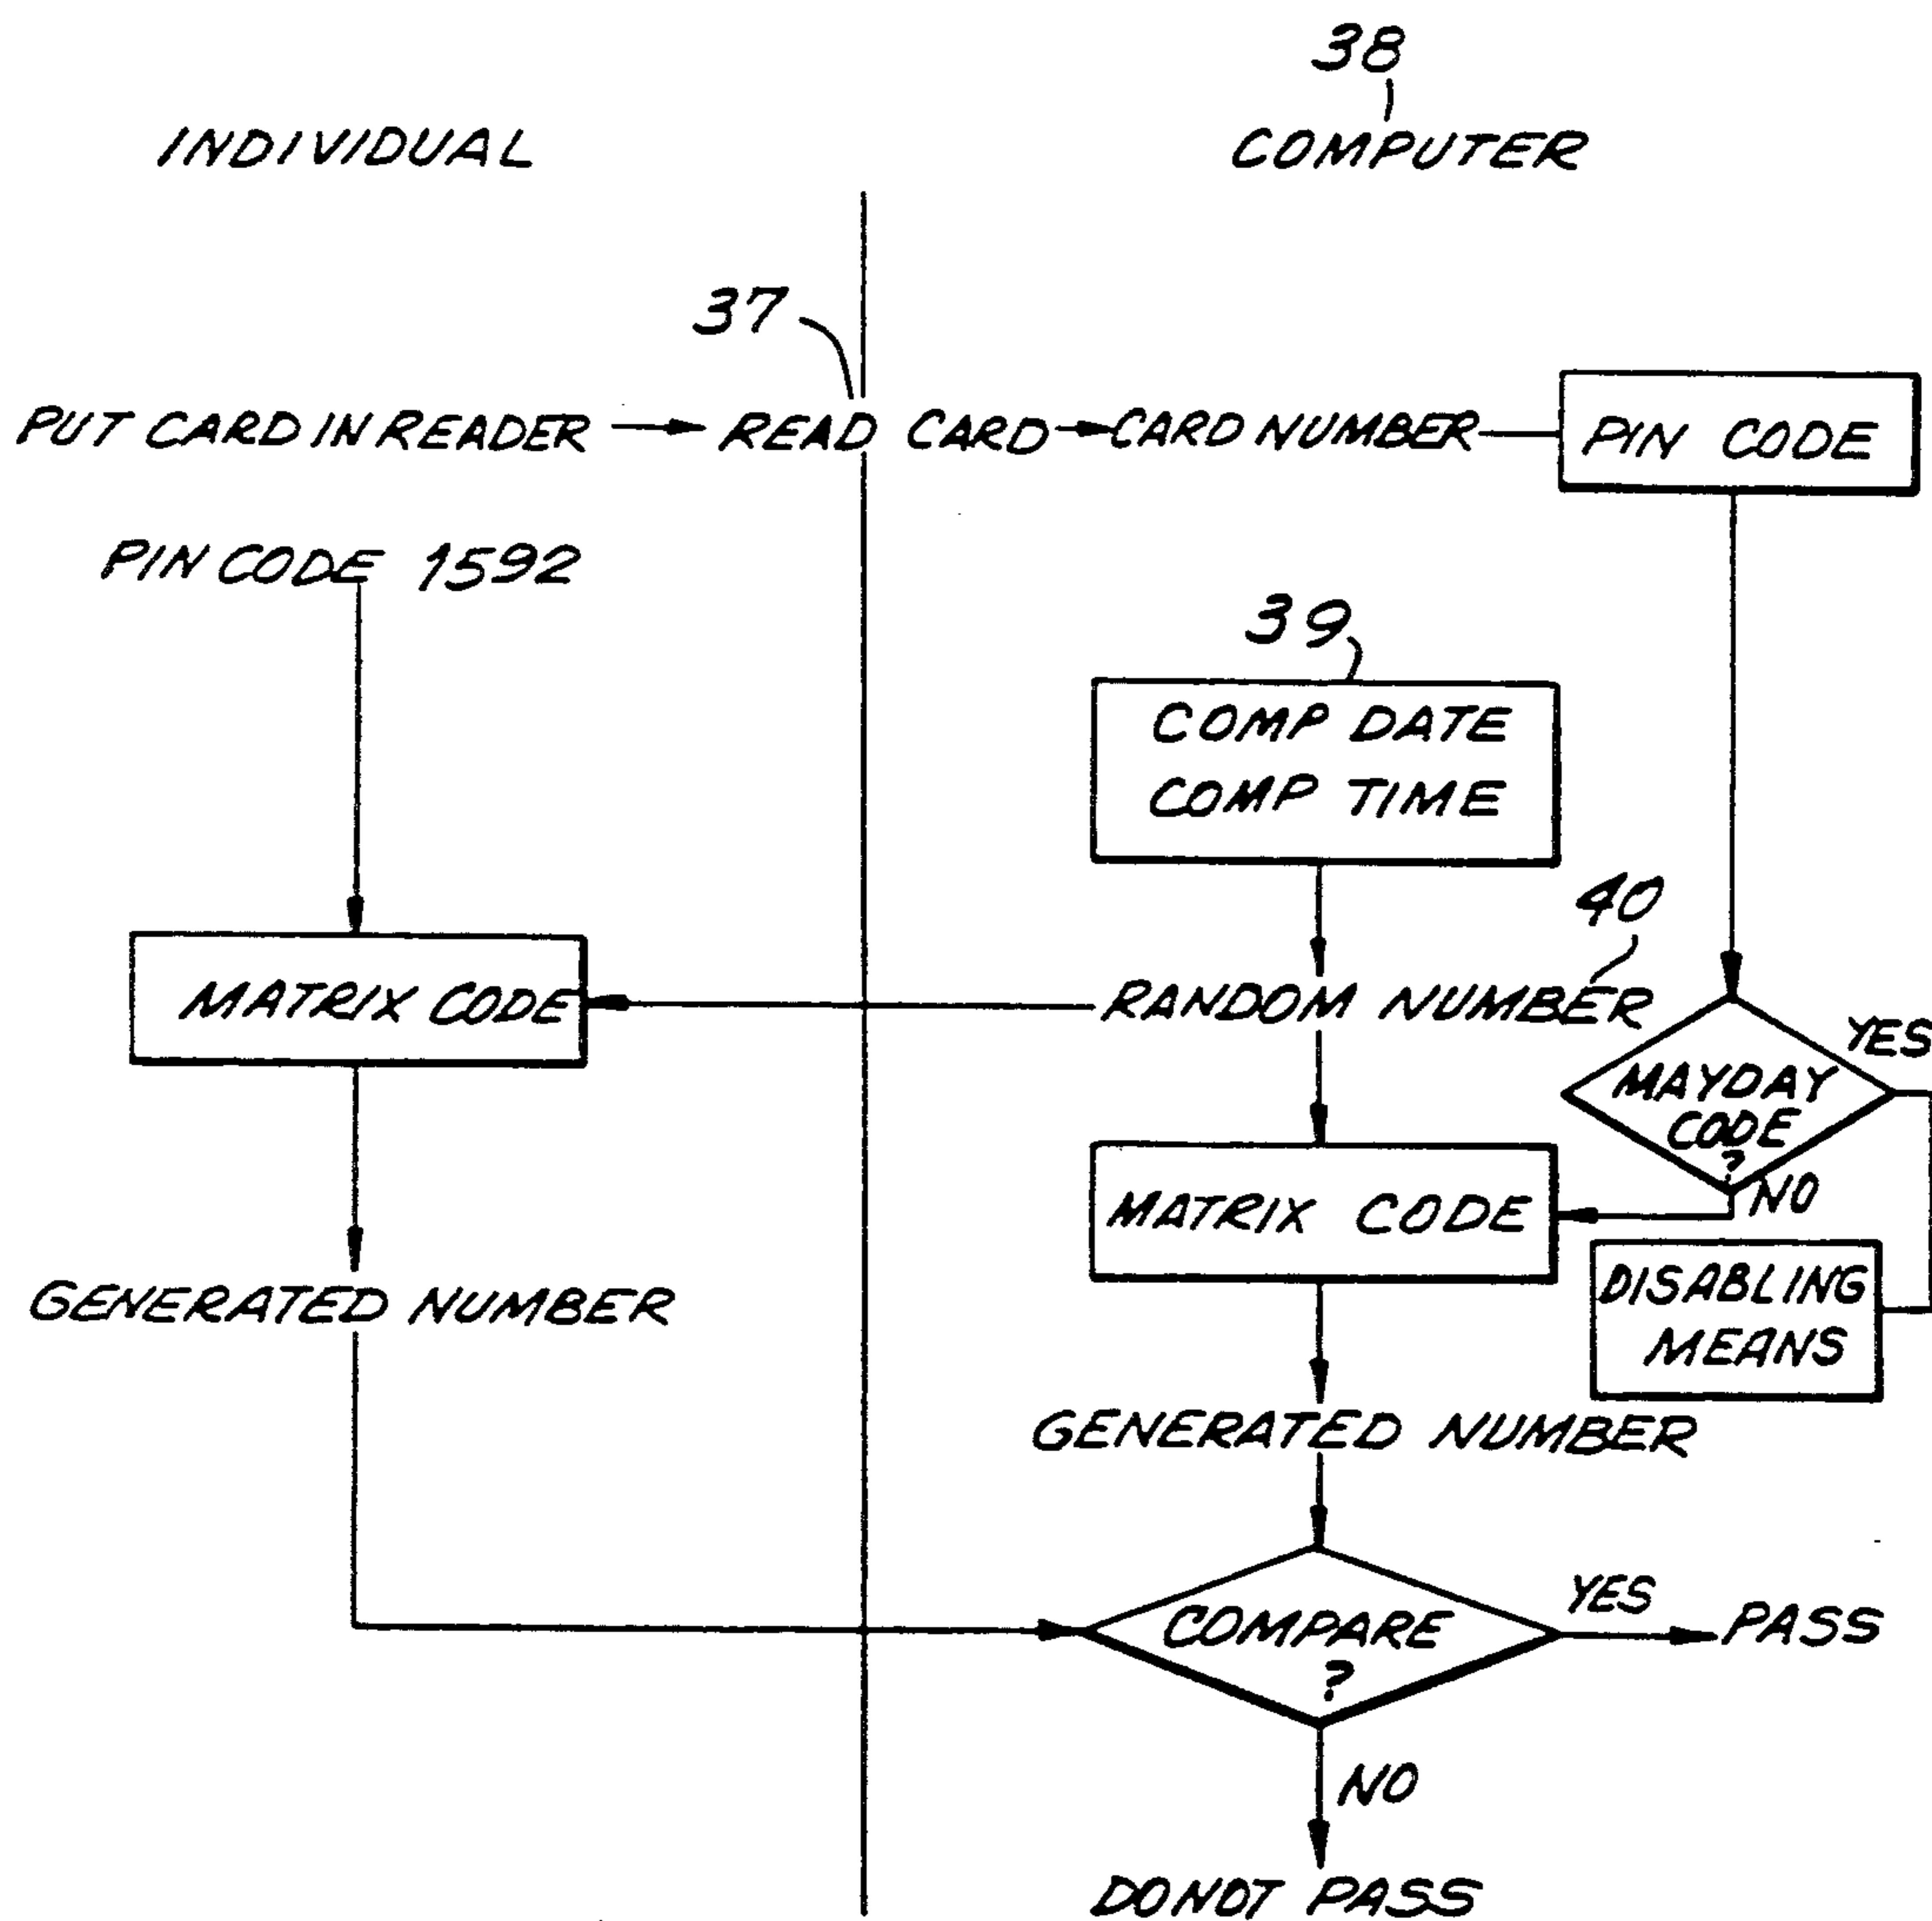 38
INDIVIDUAL
COMPUTER
37
PUT CARD IN READER
READ CARD
CARD NUMBER
PIN CODE
PIN CODE 1592
39
COMP DATE
COMP TIME
40
MATRIX CODE
RANDOM NUMBER
YES
MAYDAY
CODE
?
NO
MATRIX CODE
DISABLING
MEANS
GENERATED NUMBER
GENERATED NUMBER
COMPARE
?
YES
PASS
NO
DO NOT PASS